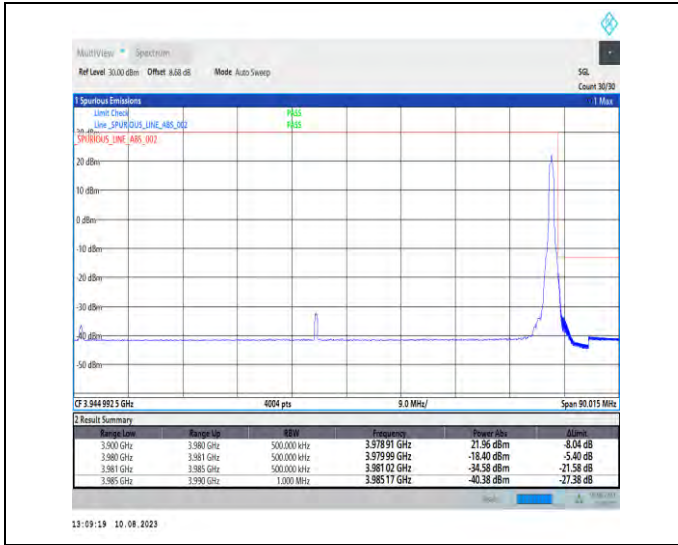 MultiView Spectrum
Ref Level 30.00 dBm Offset 8.68 dB Mode Auto Sweep SGL
Count 30/30
1 Spurious Emissions 1 Max
Limit Check PASS
Line _SPURIOUS_LINE_ABS_002 PASS
_SPURIOUS_LINE_ABS_002
20 dBm
10 dBm
0 dBm
-10 dBm
-20 dBm
-30 dBm
-40 dBm
-50 dBm
CF 3.944 992 5 GHz 4004 pts 9.0 MHz/ Span 90.015 MHz
2 Result Summary
Range Low Range Up RBW Frequency Power Abs ΔLimit
3.900 GHz 3.980 GHz 500.000 kHz 3.978 91 GHz 21.96 dBm -8.04 dB
3.980 GHz 3.981 GHz 500.000 kHz 3.979 99 GHz -18.40 dBm -5.40 dB
3.981 GHz 3.985 GHz 500.000 kHz 3.981 02 GHz -34.58 dBm -21.58 dB
3.985 GHz 3.990 GHz 1.000 MHz 3.985 17 GHz -40.38 dBm -27.38 dB
13:09:19 10.08.2023